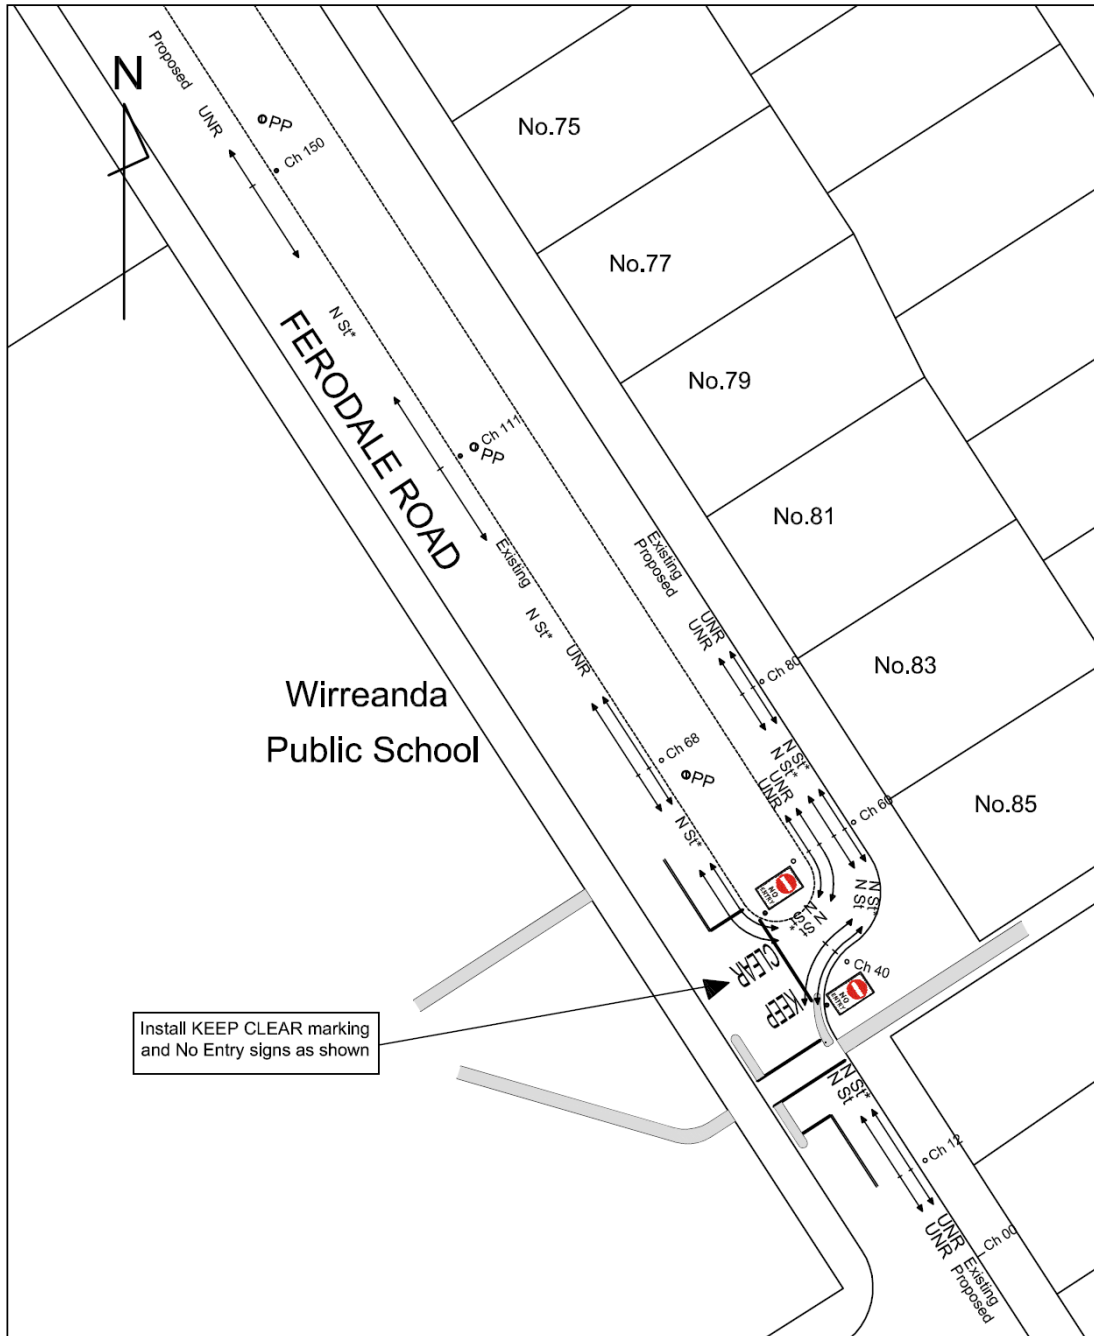 Proposed
N
UNR
PP
Ch 150
No.75
No.77
N St*
FERODALE ROAD
No.79
Ch 111
PP
No.81
Existing
Existing
Proposed
N St*
UNR
UNR
UNR
Ch 80
No.83
Wirreanda
Public School
Ch 68
PP
N St*
N St*
UNR
UNR
No.85
Ch 60
N St*
NO
ENTRY
N St*
N St
N St
N St*
CLEAR
KEEP
Ch 40
NO
ENTRY
Install KEEP CLEAR marking
and No Entry signs as shown
N St*
N St
Ch 12
UNR
UNR
Ch 00
Existing
Proposed